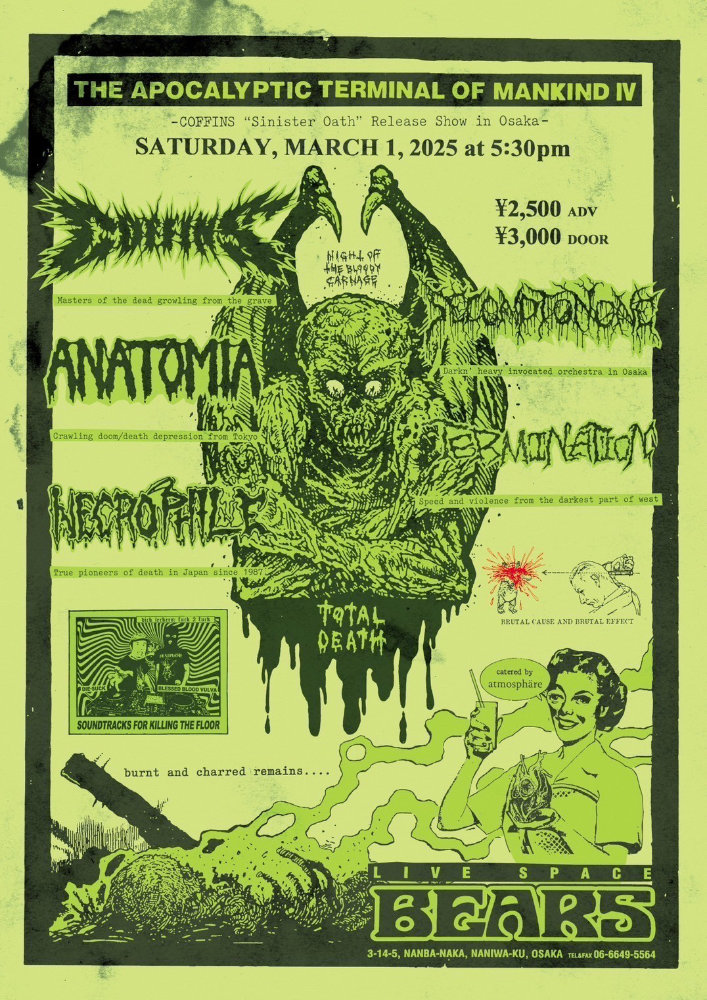 THE APOCALYPTIC TERMINAL OF MANKIND IV
-COFFINS "Sinister Oath" Release Show in Osaka-
SATURDAY, MARCH 1, 2025 at 5:30pm
¥2,500 ADV
¥3,000 DOOR
COFFINS
Masters of the dead growling from the grave
NIGHT OF
THE BLOODY
CARNAGE
SECOND TO NONE
Darkn' heavy invocated orchestra in Osaka
ANATOMIA
Crawling doom/death depression from Tokyo
TERMINATION
Speed and violence from the darkest part of west
NECROPHILE
True pioneers of death in Japan since 1987
BRUTAL CAUSE AND BRUTAL EFFECT
TOTAL
DEATH
DIE-SUCK
BLESSED BLOOD VULVA
SOUNDTRACKS FOR KILLING THE FLOOR
catered by
atmosphäre
burnt and charred remains....
LIVE SPACE
BEARS
3-14-5, NANBA-NAKA, NANIWA-KU, OSAKA TEL&FAX 06-6649-5564